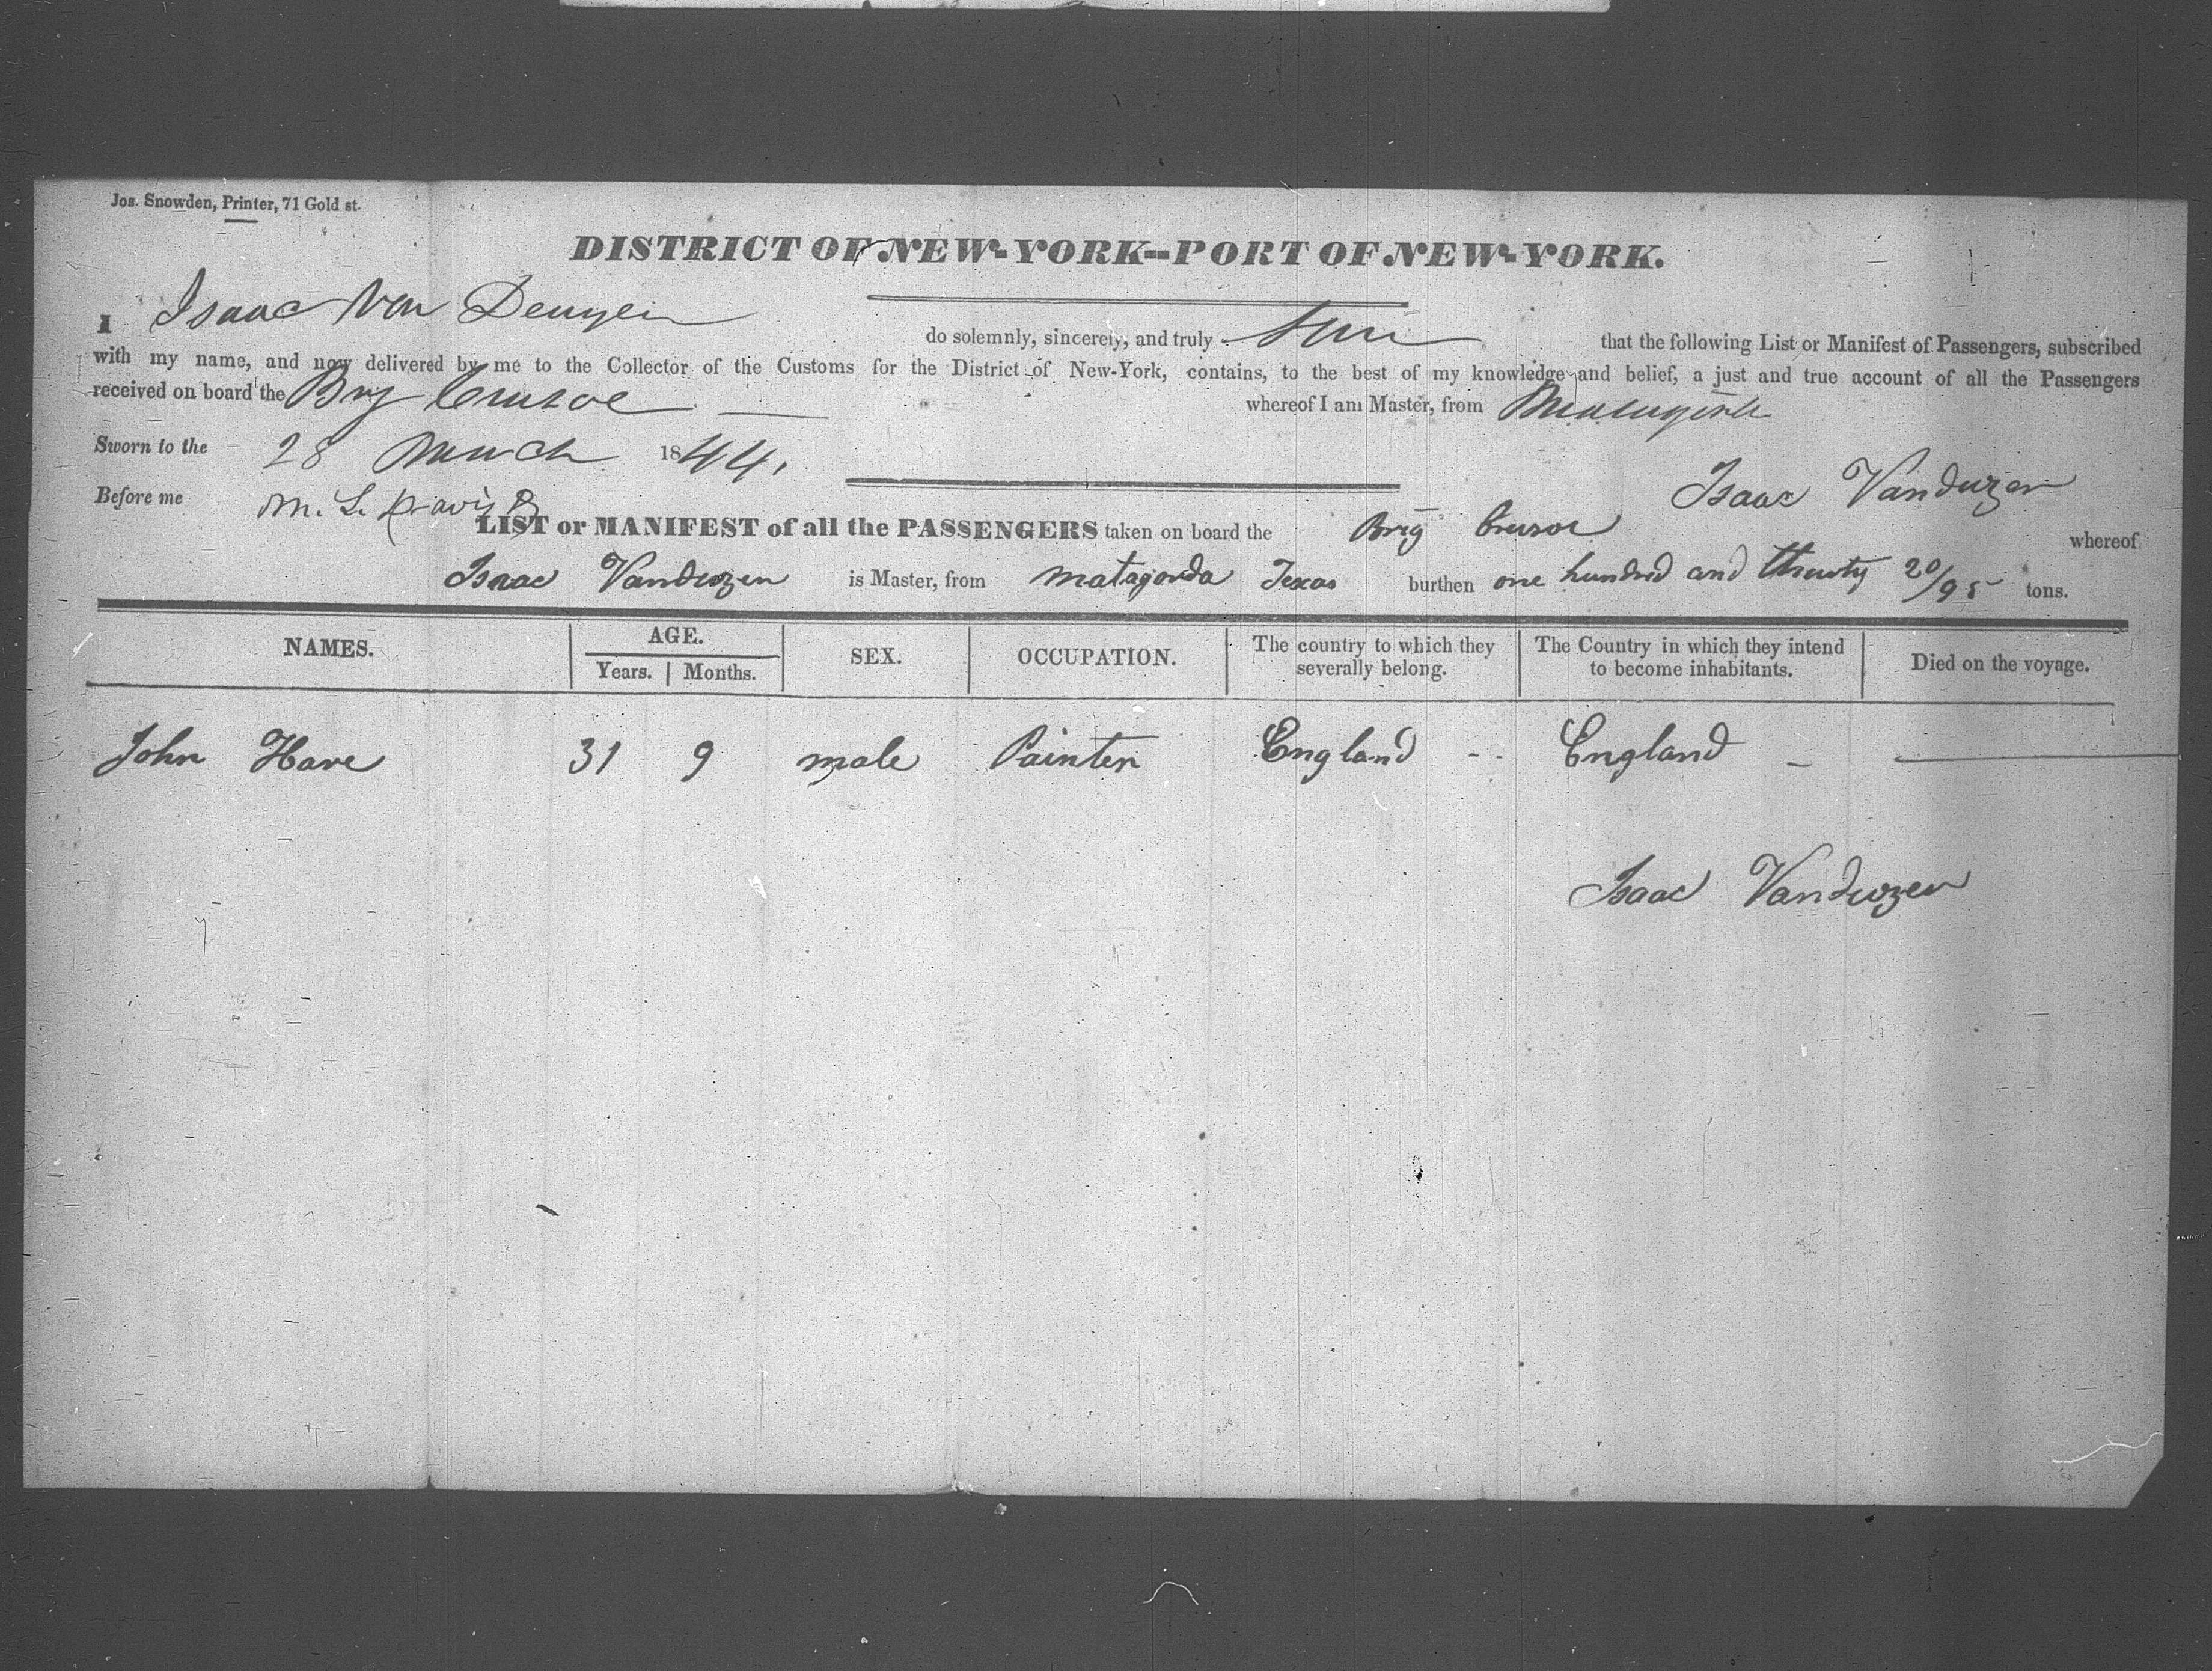 Jos. Snowden, Printer, 71 Gold st.
DISTRICT OF NEW-YORK--PORT OF NEW-YORK.
I Isaac Van Deuzen do solemnly, sincerely, and truly that the following List or Manifest of Passengers, subscribed
with my name, and now delivered by me to the Collector of the Customs for the District of New-York, contains, to the best of my knowledge and belief, a just and true account of all the Passengers
received on board the Brig Crusoe whereof I am Master, from
Sworn to the 28 March 1844.
Isaac Vanduzen
Before me M. L. Davis
LIST or MANIFEST of all the PASSENGERS taken on board the Brig Crusoe whereof
Isaac Vanduzen is Master, from matagorda Texas burthen one hundred and thirty 20/95 tons.
NAMES. AGE. SEX. OCCUPATION. The country to which they severally belong. The Country in which they intend to become inhabitants. Died on the voyage.
Years. Months.
John Hare 31 9 male Painter England -- England —
Isaac Vanduzen